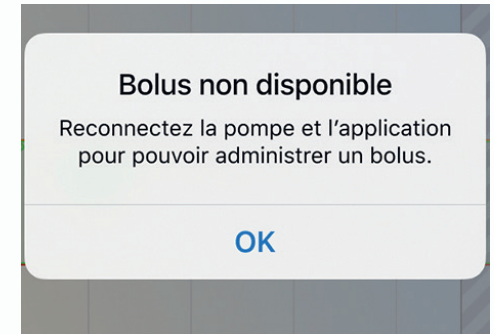 Bolus non disponible
Reconnectez la pompe et l'application
pour pouvoir administrer un bolus.
OK